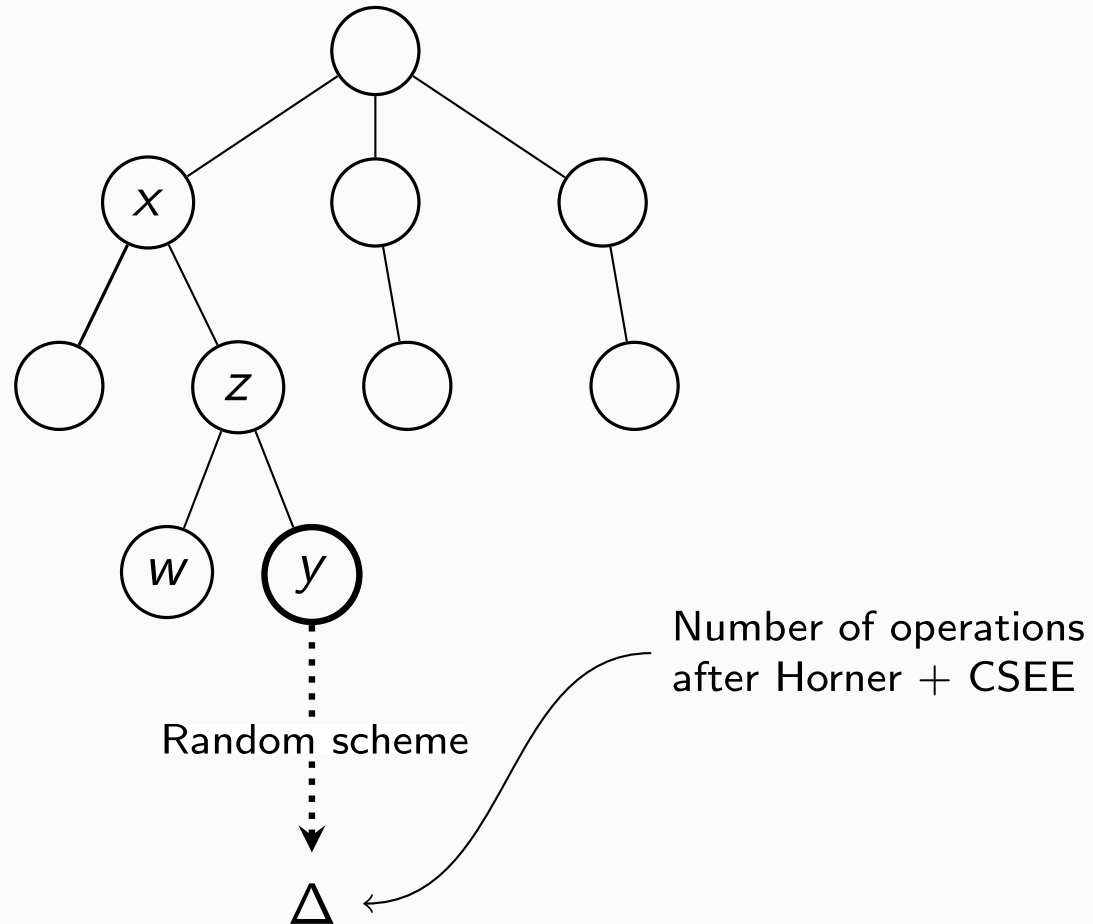 x
z
w
y
Number of operations
after Horner + CSEE
Random scheme
Δ